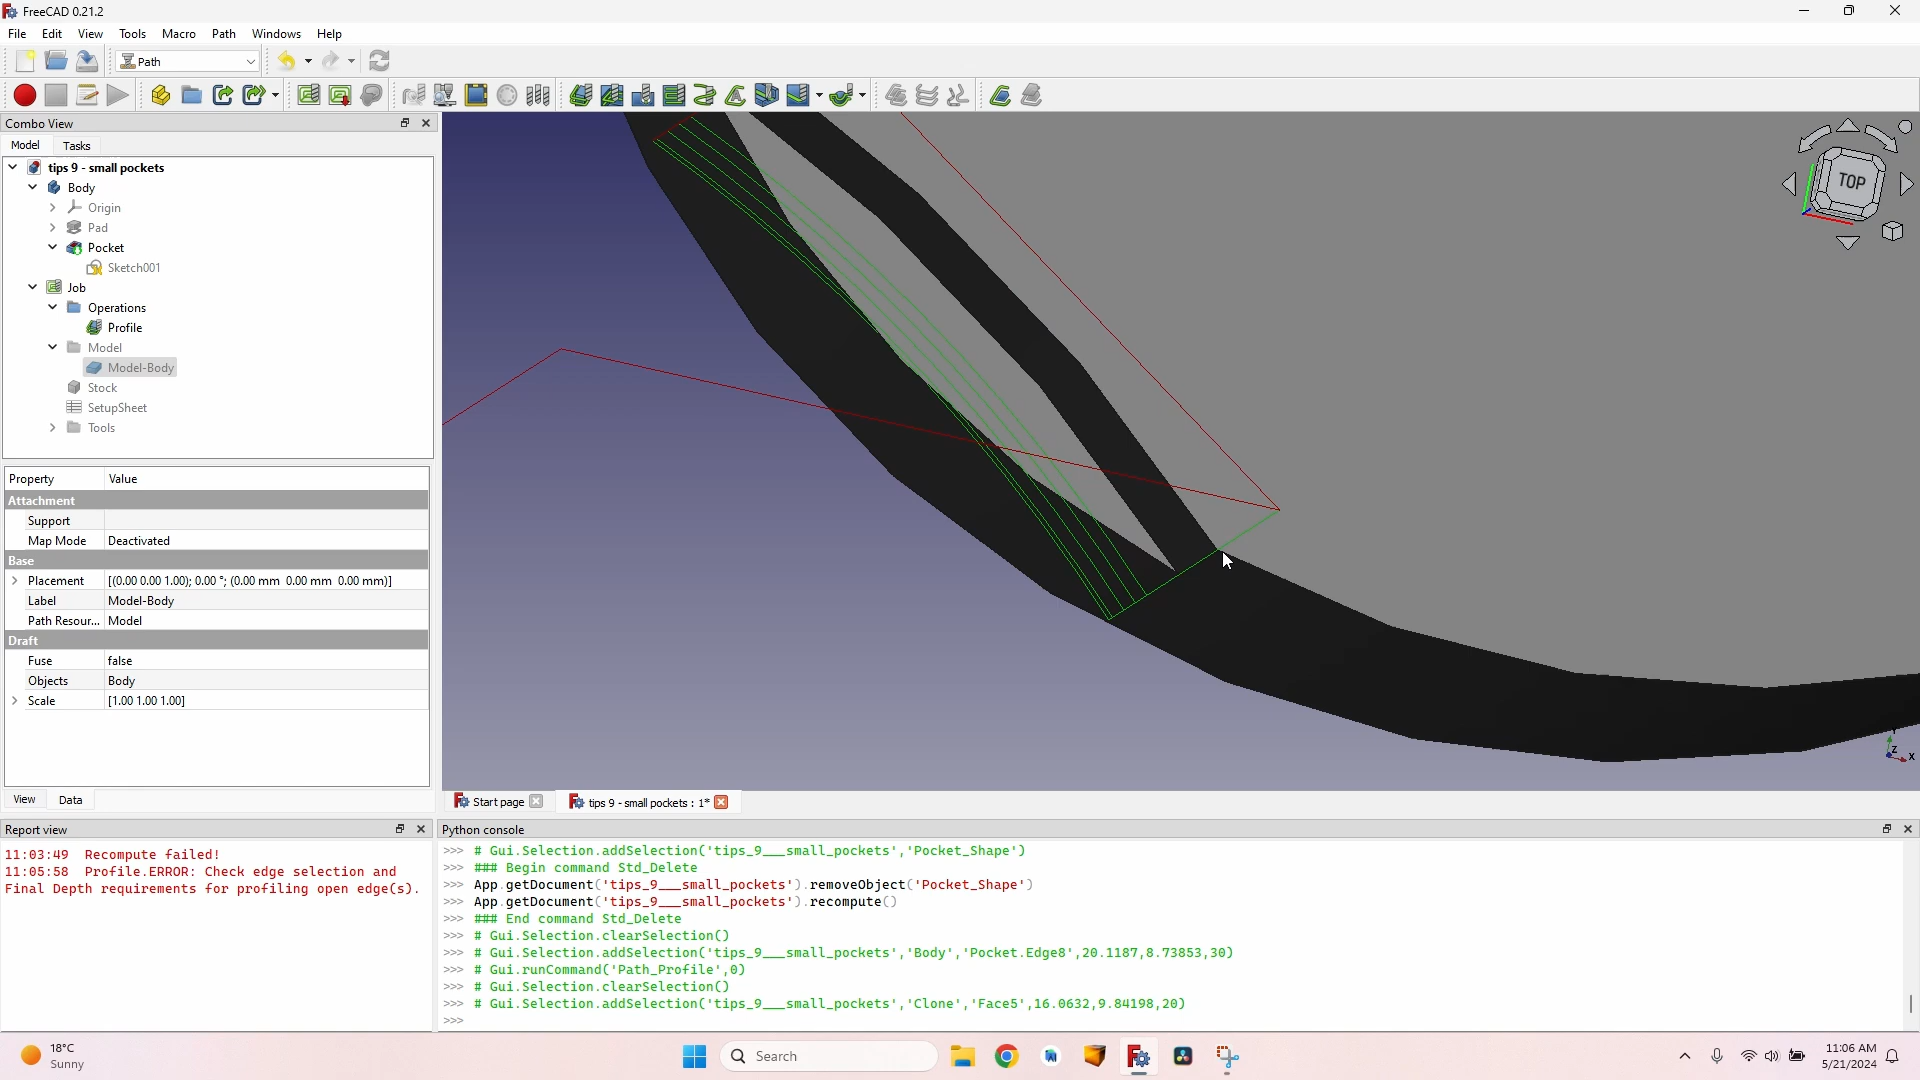 FreeCAD 0.21.2
File Edit View Tools Macro Path Windows Help
Path
Combo View
Model Tasks
tips 9 - small pockets
Body
Origin
Pad
Pocket
Sketch001
Job
Operations
Profile
Model
Model-Body
Stock
SetupSheet
Tools
Property Value
Attachment
Support
Map Mode Deactivated
Base
Placement [(0.00 0.00 1.00); 0.00 °; (0.00 mm 0.00 mm 0.00 mm)]
Label Model-Body
Path Resour... Model
Draft
Fuse false
Objects Body
Scale [1.00 1.00 1.00]
View Data
TOP
Y
Z X
Start page
tips 9 - small pockets : 1*
Report view
11:03:49 Recompute failed!
11:05:58 Profile.ERROR: Check edge selection and
Final Depth requirements for profiling open edge(s).
Python console
>>> # Gui.Selection.addSelection('tips_9___small_pockets','Pocket_Shape')
>>> ### Begin command Std_Delete
>>> App.getDocument('tips_9___small_pockets').removeObject('Pocket_Shape')
>>> App.getDocument('tips_9___small_pockets').recompute()
>>> ### End command Std_Delete
>>> # Gui.Selection.clearSelection()
>>> # Gui.Selection.addSelection('tips_9___small_pockets','Body','Pocket.Edge8',20.1187,8.73853,30)
>>> # Gui.runCommand('Path_Profile',0)
>>> # Gui.Selection.clearSelection()
>>> # Gui.Selection.addSelection('tips_9___small_pockets','Clone','Face5',16.0632,9.84198,20)
>>>
18°C
Sunny
Search
11:06 AM
5/21/2024